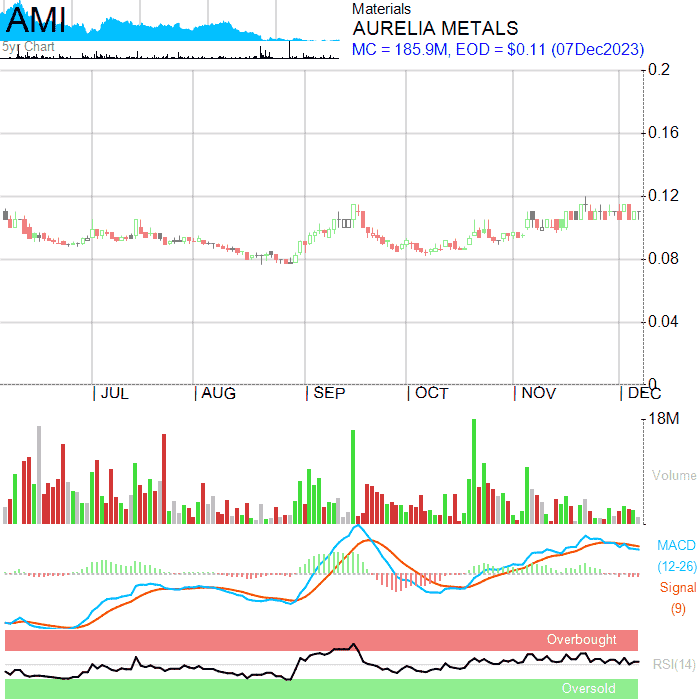 AMI
5yr Chart
Materials
AURELIA METALS
MC = 185.9M, EOD = $0.11 (07Dec2023)
0.2
0.16
0.12
0.08
0.04
0
JUL AUG SEP OCT NOV DEC
18M
Volume
MACD
(12-26)
Signal
(9)
Overbought
RSI(14)
Oversold